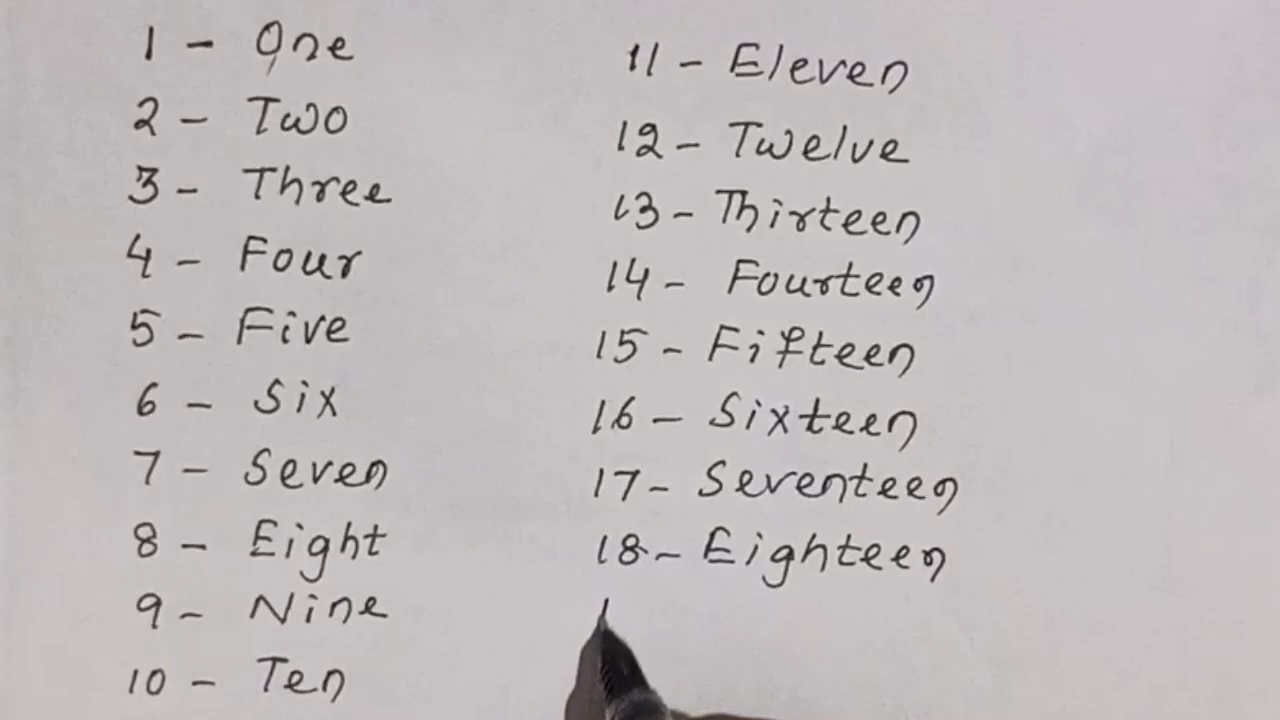 1 - One
2 - Two
3 - Three
4 - Four
5 - Five
6 - Six
7 - Seven
8 - Eight
9 - Nine
10 - Ten
11 - Eleven
12 - Twelve
13 - Thirteen
14 - Fourteen
15 - Fifteen
16 - Sixteen
17 - Seventeen
18 - Eighteen
1